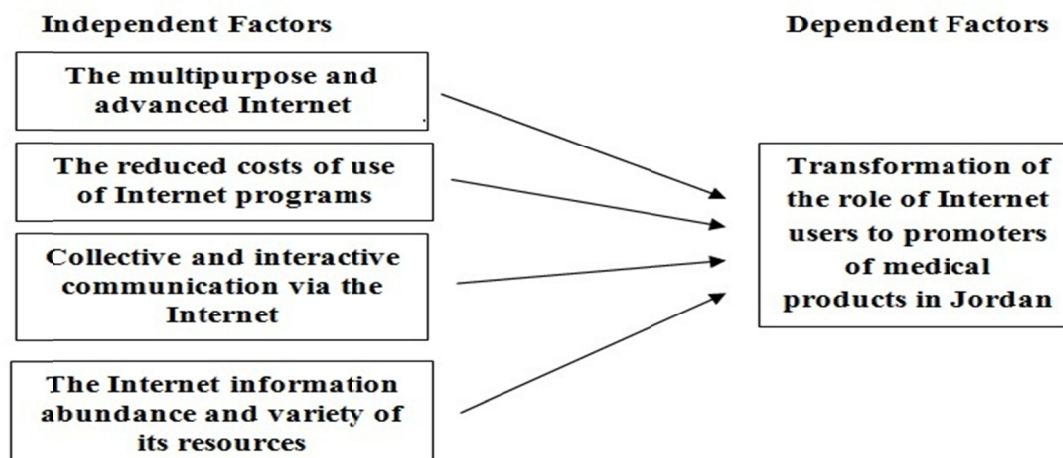 Independent Factors
The multipurpose and
advanced Internet
The reduced costs of use
of Internet programs
Collective and interactive
communication via the
Internet
The Internet information
abundance and variety of
its resources
Dependent Factors
Transformation of
the role of Internet
users to promoters
of medical
products in Jordan